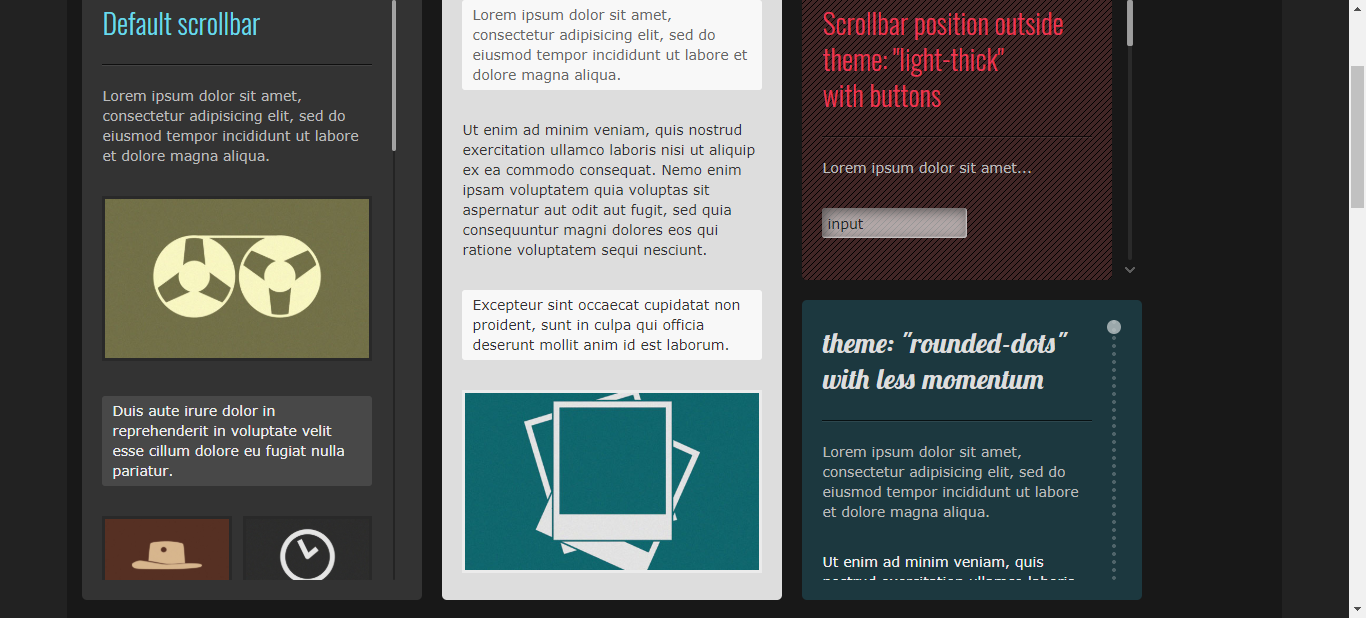 Default scrollbar
Lorem ipsum dolor sit amet,
consectetur adipisicing elit, sed do
eiusmod tempor incididunt ut labore
et dolore magna aliqua.
Duis aute irure dolor in
reprehenderit in voluptate velit
esse cillum dolore eu fugiat nulla
pariatur.
Lorem ipsum dolor sit amet,
consectetur adipisicing elit, sed do
eiusmod tempor incididunt ut labore et
dolore magna aliqua.
Ut enim ad minim veniam, quis nostrud
exercitation ullamco laboris nisi ut aliquip
ex ea commodo consequat. Nemo enim
ipsam voluptatem quia voluptas sit
aspernatur aut odit aut fugit, sed quia
consequuntur magni dolores eos qui
ratione voluptatem sequi nesciunt.
Excepteur sint occaecat cupidatat non
proident, sunt in culpa qui officia
deserunt mollit anim id est laborum.
Scrollbar position outside
theme: "light-thick"
with buttons
Lorem ipsum dolor sit amet...
input
theme: "rounded-dots"
with less momentum
Lorem ipsum dolor sit amet,
consectetur adipisicing elit, sed do
eiusmod tempor incididunt ut labore
et dolore magna aliqua.
Ut enim ad minim veniam, quis
nostrud exercitation ullamco laboris